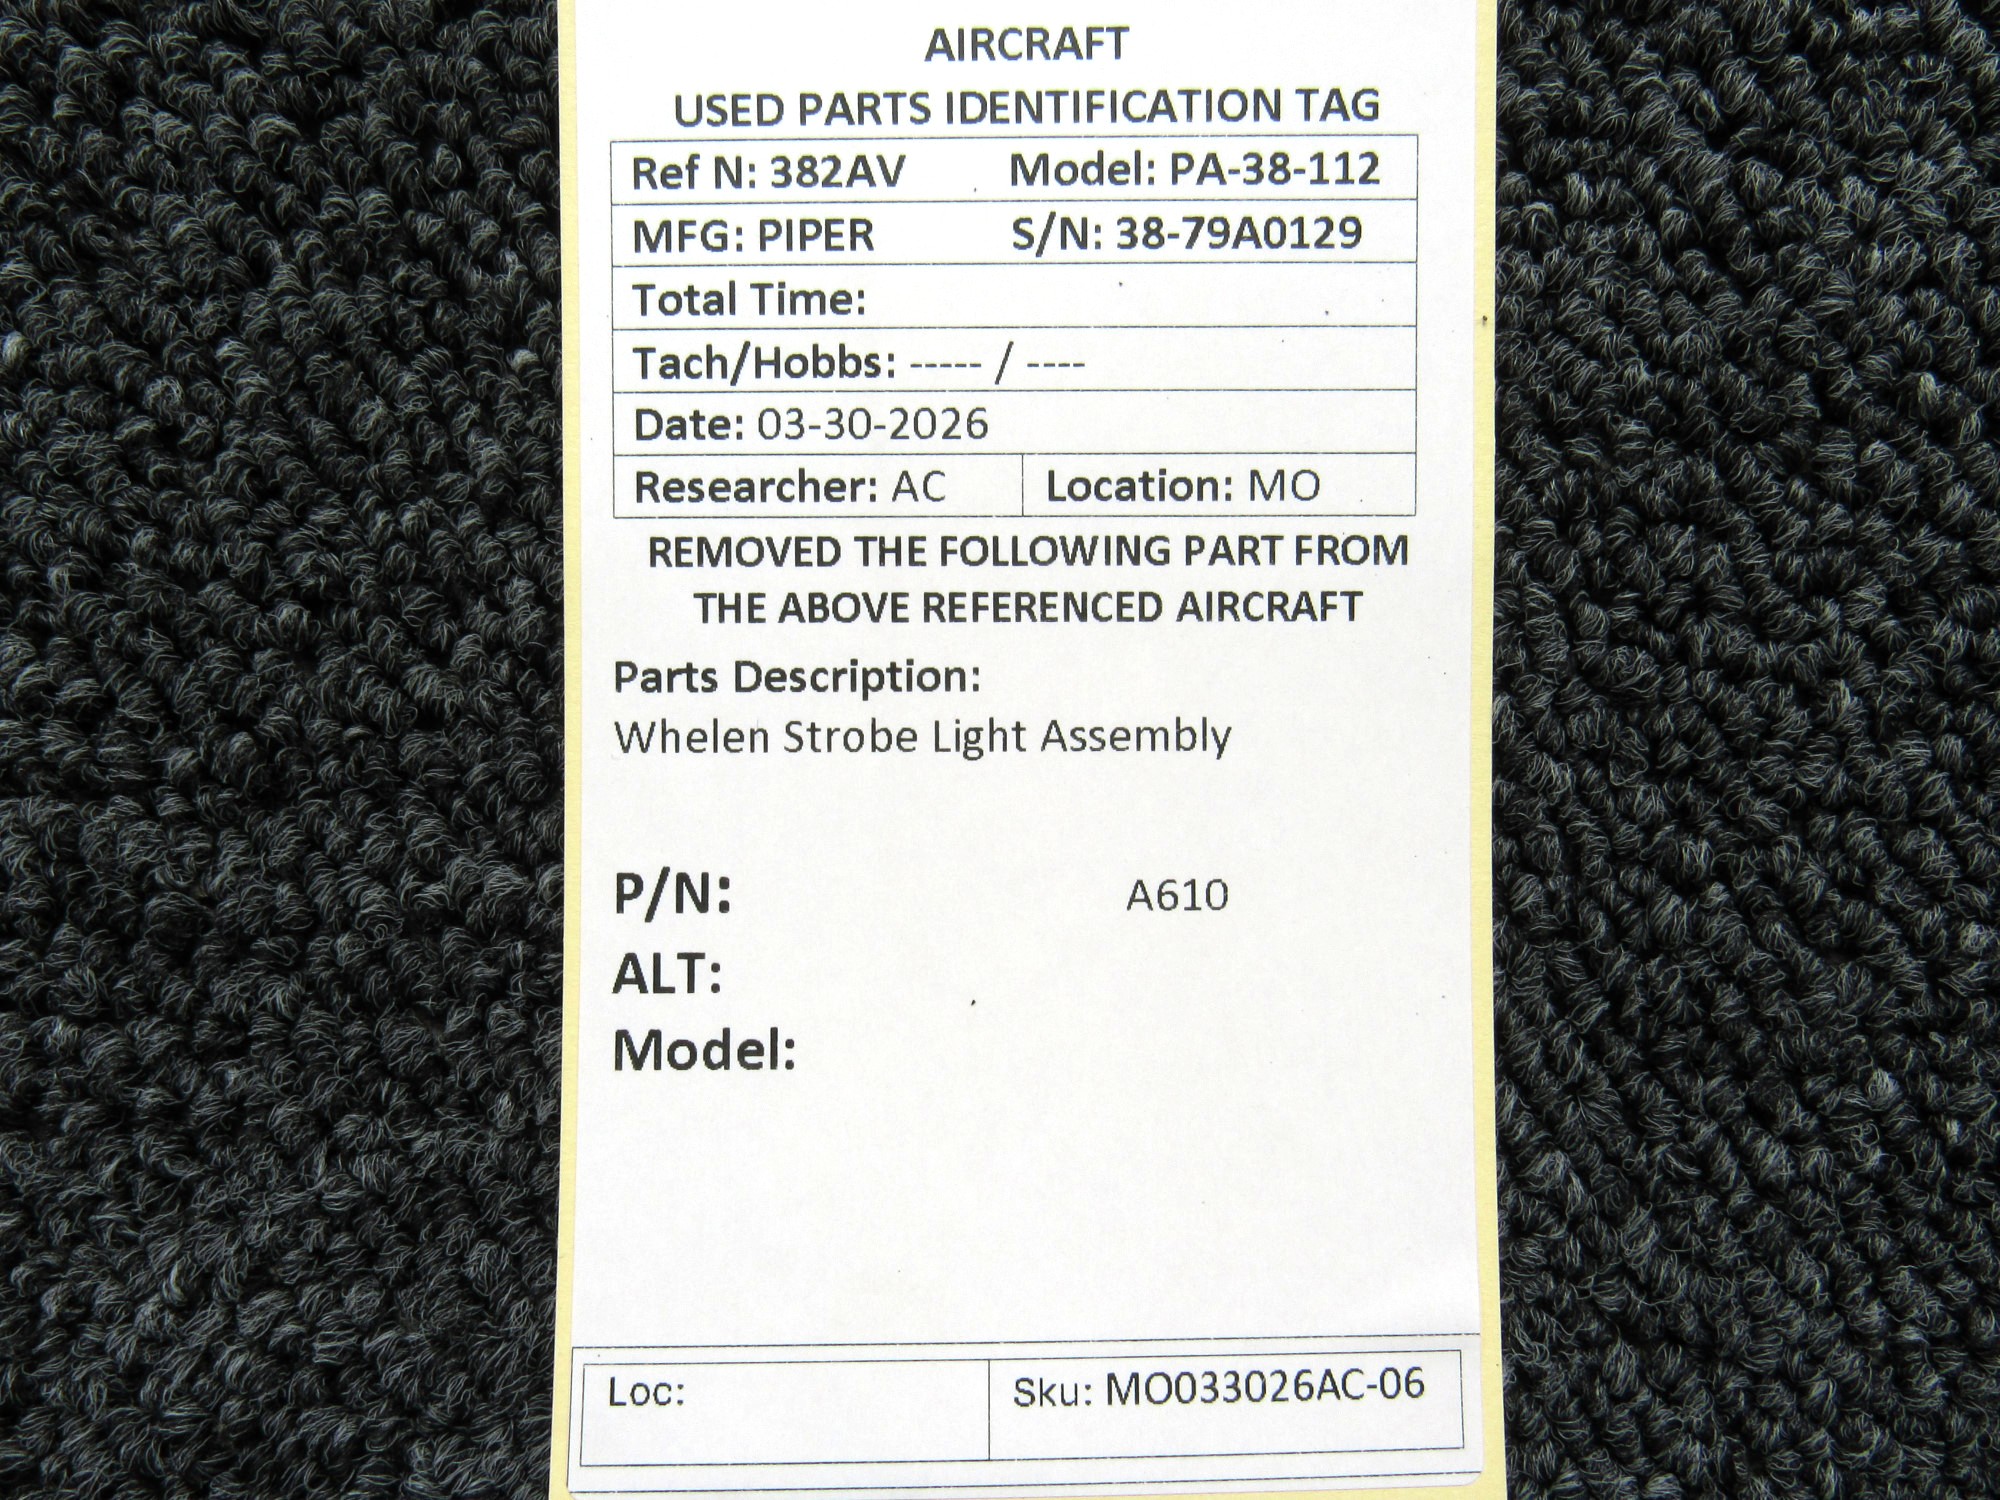 AIRCRAFT
USED PARTS IDENTIFICATION TAG
Ref N: 382AV Model: PA-38-112
MFG: PIPER S/N: 38-79A0129
Total Time:
Tach/Hobbs: ----- / ----
Date: 03-30-2026
Researcher: AC Location: MO
REMOVED THE FOLLOWING PART FROM
THE ABOVE REFERENCED AIRCRAFT
Parts Description:
Whelen Strobe Light Assembly
P/N: A610
ALT:
Model:
Loc: Sku: MO033026AC-06